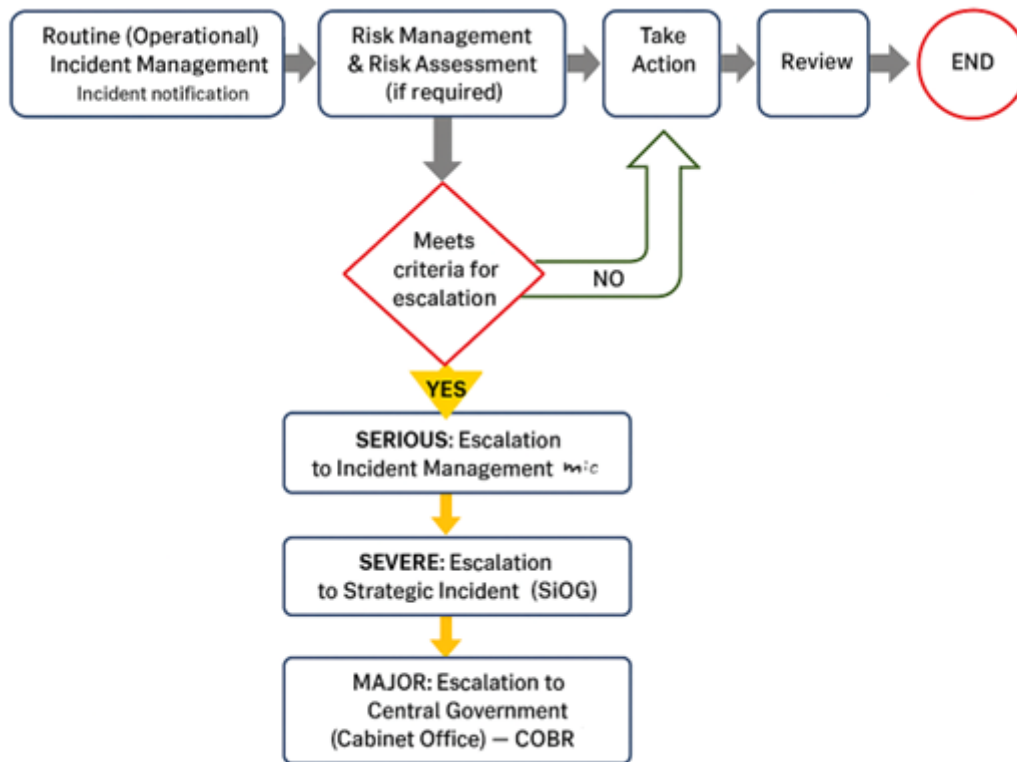 Routine (Operational)
Incident Management
Incident notification
Risk Management
& Risk Assessment
(if required)
Take
Action
Review
END
Meets
criteria for
escalation
NO
YES
SERIOUS: Escalation
to Incident Management
SEVERE: Escalation
to Strategic Incident (SiOG)
MAJOR: Escalation to
Central Government
(Cabinet Office) — COBR